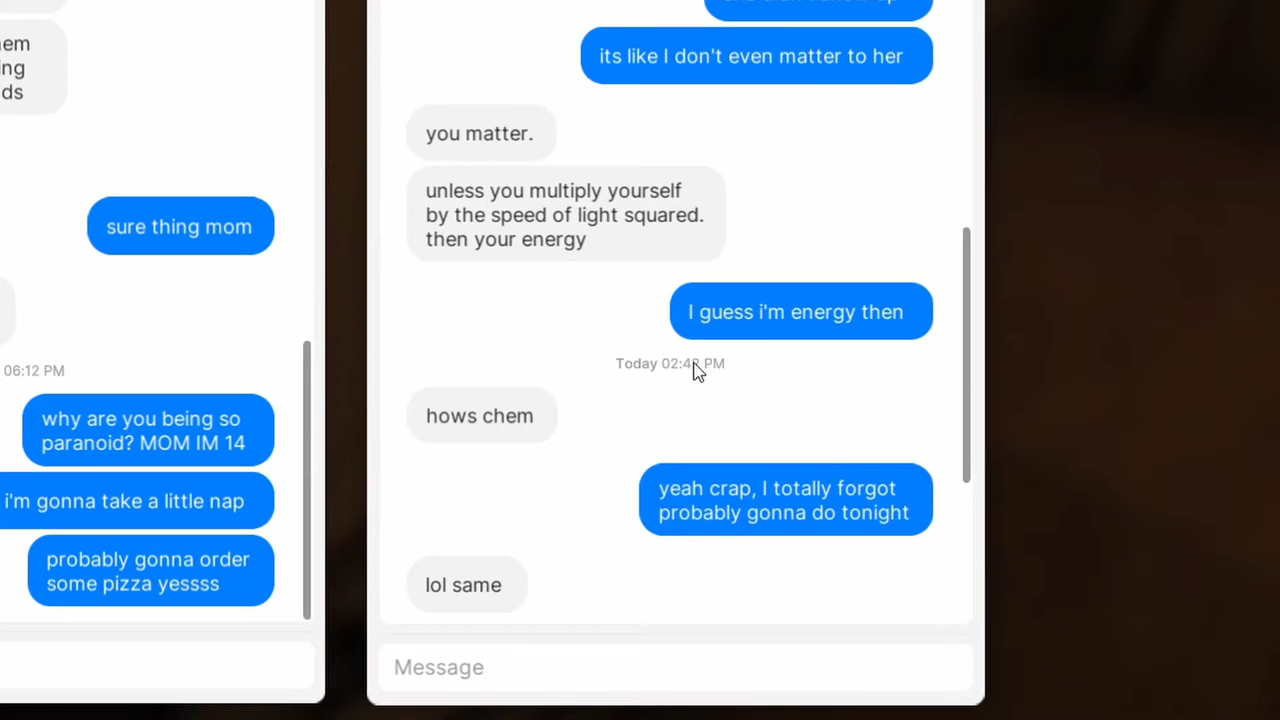 em
ing
ds
sure thing mom
06:12 PM
why are you being so
paranoid? MOM IM 14
i'm gonna take a little nap
probably gonna order
some pizza yessss
its like I don't even matter to her
you matter.
unless you multiply yourself
by the speed of light squared.
then your energy
I guess i'm energy then
Today PM
hows chem
yeah crap, I totally forgot
probably gonna do tonight
lol same
Message